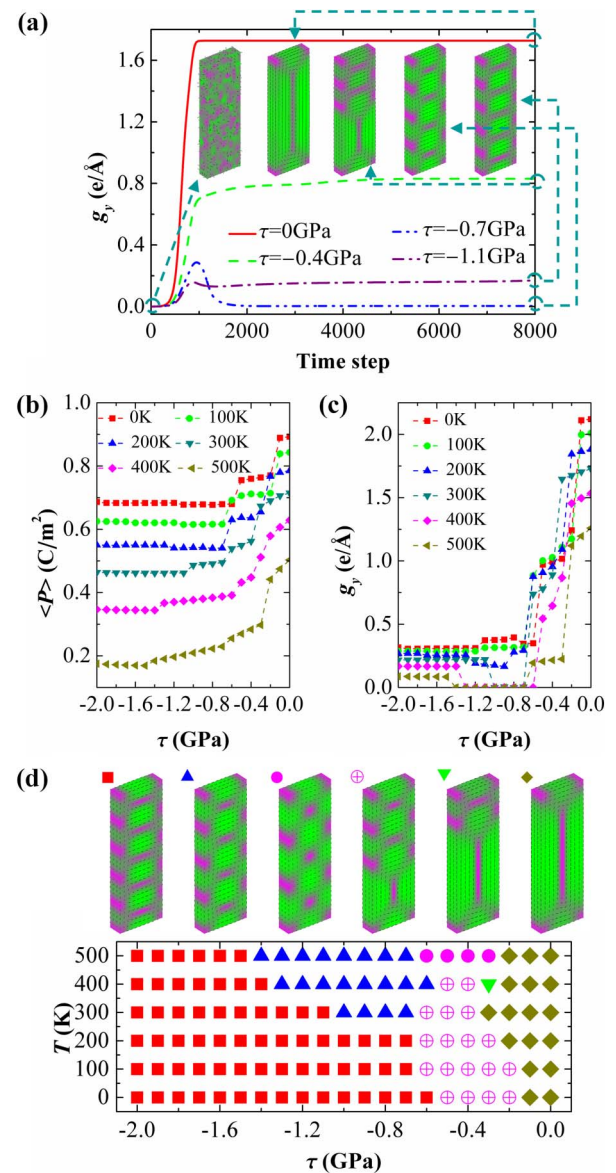 (a)
1.6
1.2
0.8
0.4
0.0
g_y (e/Å)
τ=0GPa
τ=−0.7GPa
τ=−0.4GPa
τ=−1.1GPa
0 2000 4000 6000 8000
Time step
(b)
1.0
0.8
0.6
0.4
0.2
<P> (C/m²)
0K 100K
200K 300K
400K 500K
-2.0 -1.6 -1.2 -0.8 -0.4 0.0
τ (GPa)
(c)
2.0
1.5
1.0
0.5
0.0
g_y (e/Å)
0K
100K
200K
300K
400K
500K
-2.0 -1.6 -1.2 -0.8 -0.4 0.0
τ (GPa)
(d)
500
400
300
200
100
0
T (K)
-2.0 -1.6 -1.2 -0.8 -0.4 0.0
τ (GPa)